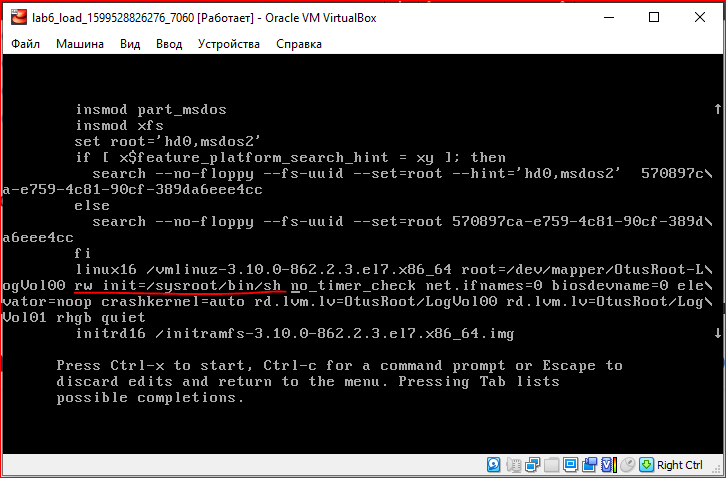 lab6_load_1599528826276_7060 [Работает] - Oracle VM VirtualBox
Файл Машина Вид Ввод Устройства Справка
insmod part_msdos
insmod xfs
set root='hd0,msdos2'
if [ x$feature_platform_search_hint = xy ]; then
search --no-floppy --fs-uuid --set=root --hint='hd0,msdos2'  570897c\
a-e759-4c81-90cf-389da6eee4cc
else
search --no-floppy --fs-uuid --set=root 570897ca-e759-4c81-90cf-389d\
a6eee4cc
fi
linux16 /vmlinuz-3.10.0-862.2.3.el7.x86_64 root=/dev/mapper/OtusRoot-L\
ogVol00 rw init=/sysroot/bin/sh no_timer_check net.ifnames=0 biosdevname=0 ele\
vator=noop crashkernel=auto rd.lvm.lv=OtusRoot/LogVol00 rd.lvm.lv=OtusRoot/Log\
Vol01 rhgb quiet
initrd16 /initramfs-3.10.0-862.2.3.el7.x86_64.img
Press Ctrl-x to start, Ctrl-c for a command prompt or Escape to
discard edits and return to the menu. Pressing Tab lists
possible completions.
Right Ctrl